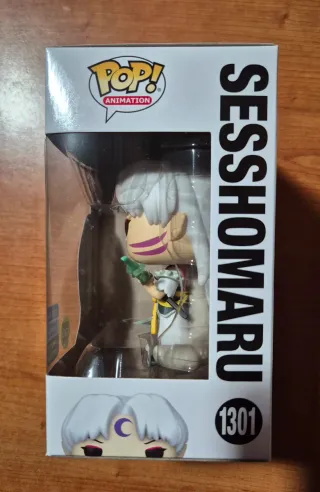 POP!
ANIMATION
SESSHOMARU
1301